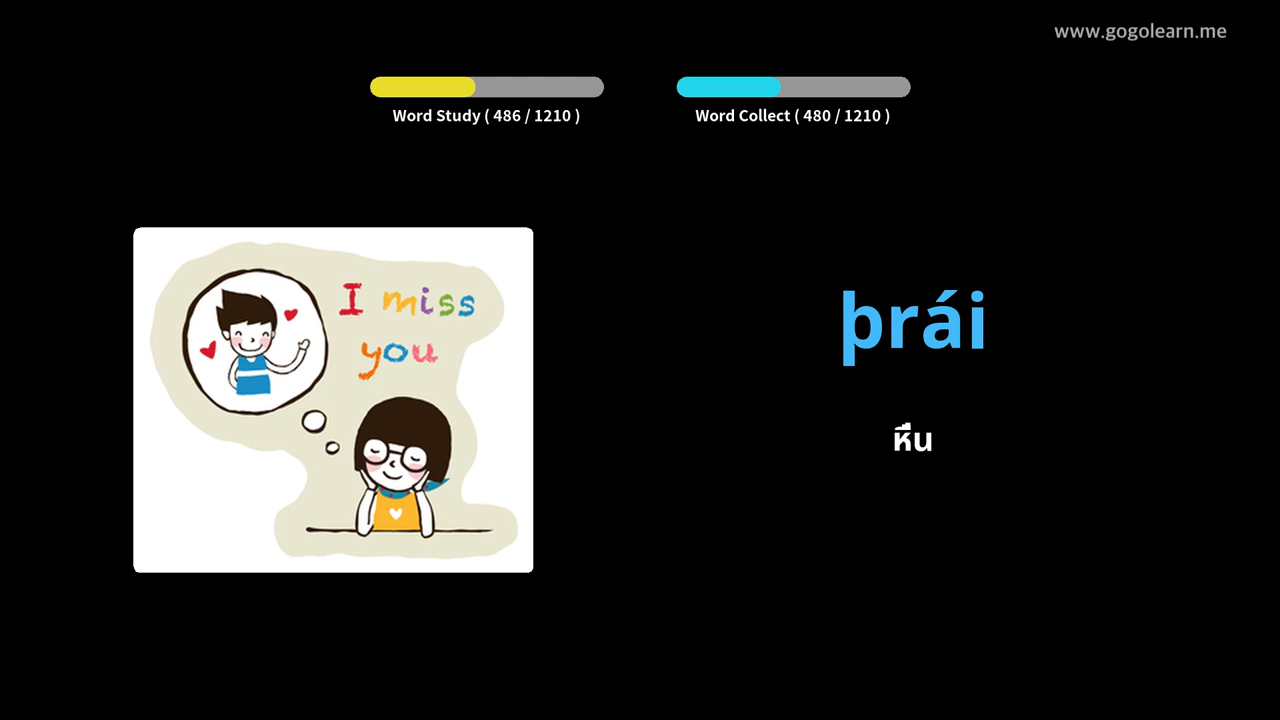 www.gogolearn.me
Word Study ( 486 / 1210 )
Word Collect ( 480 / 1210 )
I miss
you
þrái
หืน